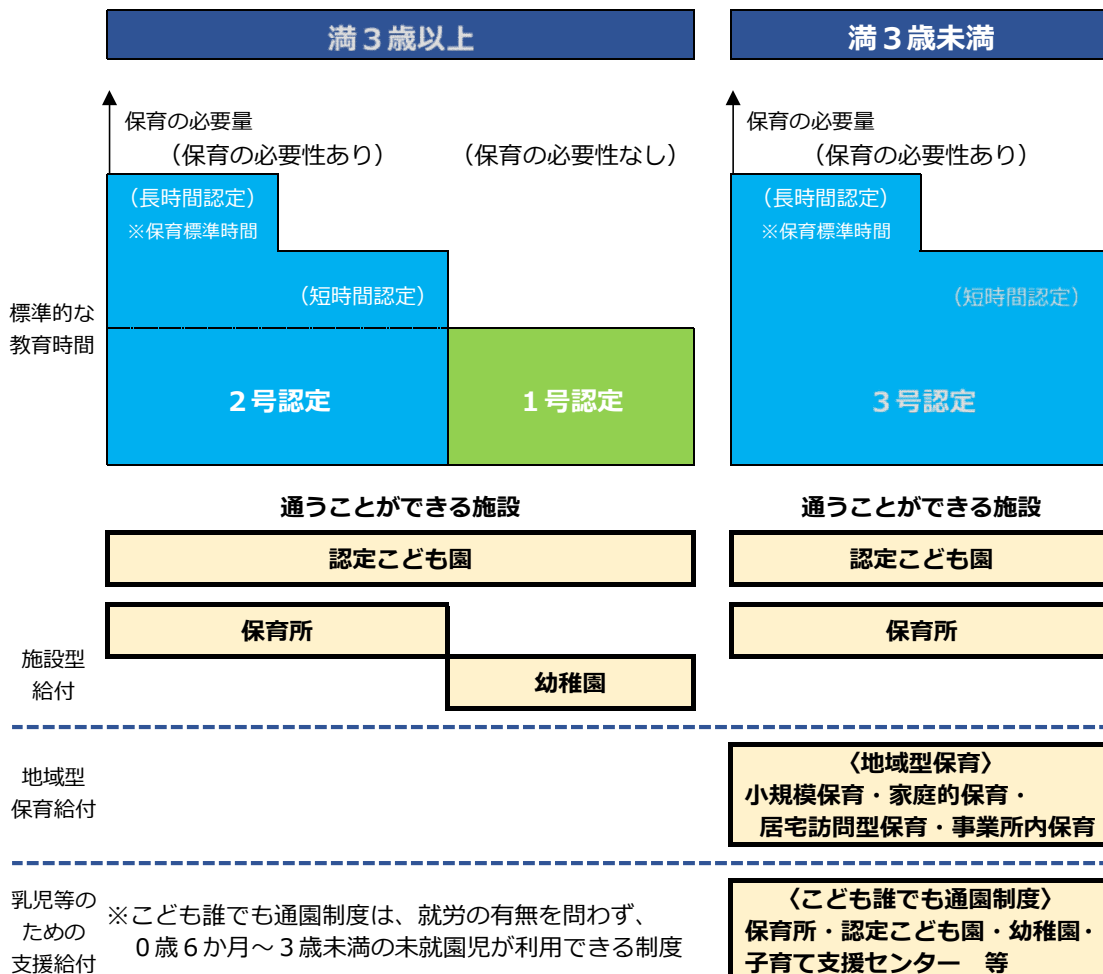 満３歳以上
満３歳未満
保育の必要量
（保育の必要性あり）
（保育の必要性なし）
保育の必要量
（保育の必要性あり）
（長時間認定）
※保育標準時間
（短時間認定）
（長時間認定）
※保育標準時間
（短時間認定）
標準的な
教育時間
２号認定
１号認定
３号認定
通うことができる施設
通うことができる施設
認定こども園
認定こども園
保育所
保育所
施設型
給付
幼稚園
地域型
保育給付
〈地域型保育〉
小規模保育・家庭的保育・
居宅訪問型保育・事業所内保育
乳児等の
ための
支援給付
※こども誰でも通園制度は、就労の有無を問わず、
０歳６か月～３歳未満の未就園児が利用できる制度
〈こども誰でも通園制度〉
保育所・認定こども園・幼稚園・
子育て支援センター　等